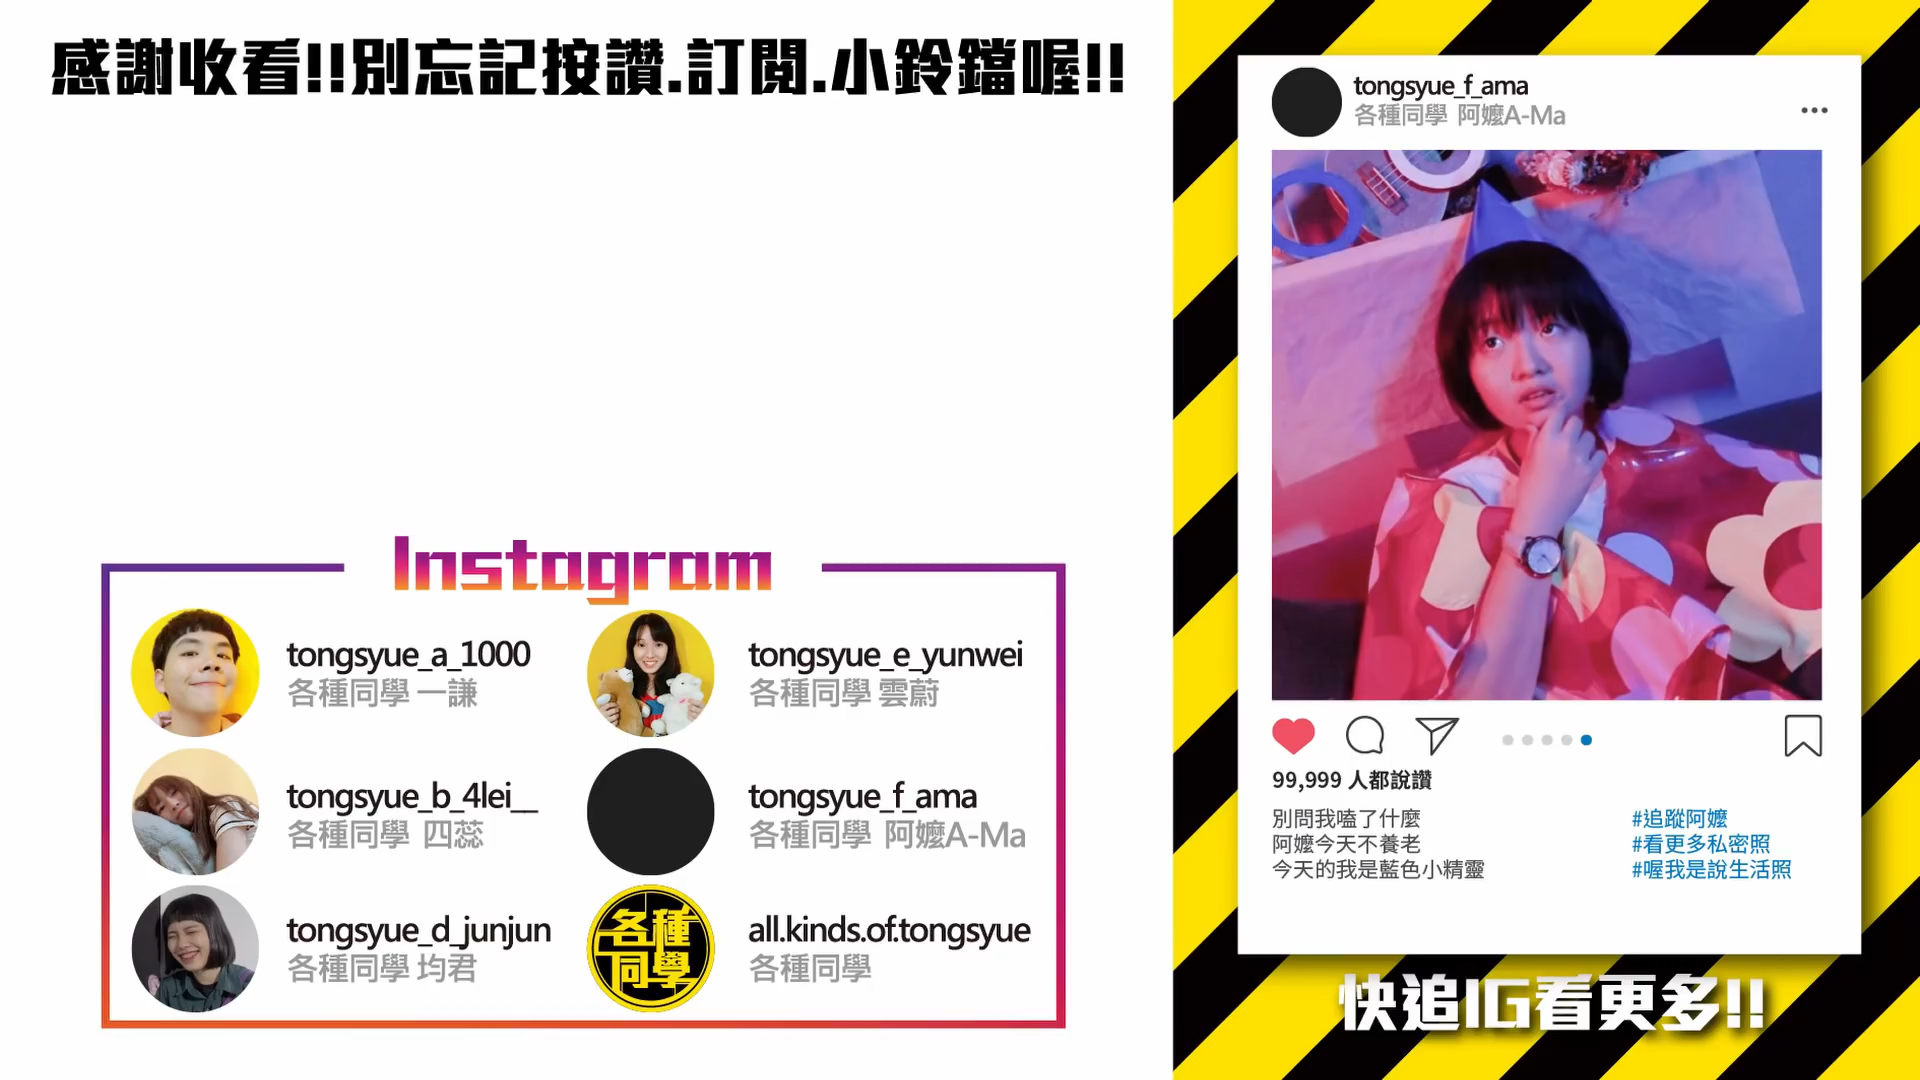 感謝收看!!別忘記按讚.訂閱.小鈴鐺喔!!
Instagram
tongsyue_a_1000
各種同學 一謙
tongsyue_b_4lei__
各種同學 四蕊
tongsyue_d_junjun
各種同學 均君
tongsyue_e_yunwei
各種同學 雲蔚
tongsyue_f_ama
各種同學 阿嬤A-Ma
各種
同學
all.kinds.of.tongsyue
各種同學
tongsyue_f_ama
各種同學 阿嬤A-Ma
99,999 人都說讚
別問我嗑了什麼
阿嬤今天不養老
今天的我是藍色小精靈
#追蹤阿嬤
#看更多私密照
#喔我是說生活照
快追IG看更多!!